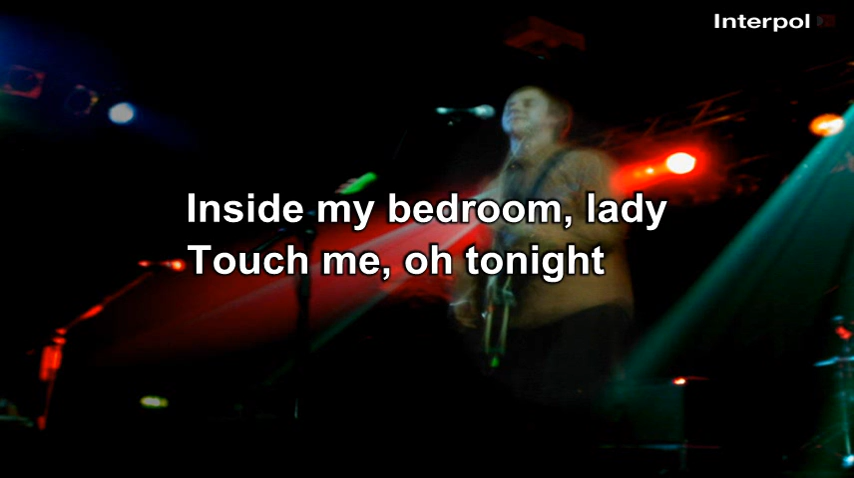 Interpol
Inside my bedroom, lady
Touch me, oh tonight